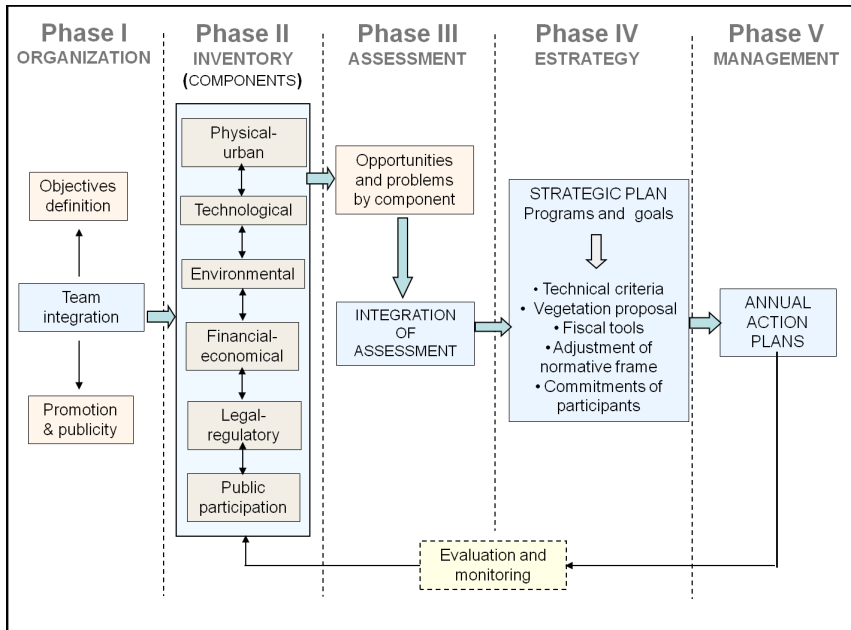 Phase I
ORGANIZATION
Phase II
INVENTORY
(COMPONENTS)
Phase III
ASSESSMENT
Phase IV
ESTRATEGY
Phase V
MANAGEMENT
Objectives
definition
Team
integration
Promotion
& publicity
Physical-
urban
Technological
Environmental
Financial-
economical
Legal-
regulatory
Public
participation
Opportunities
and problems
by component
INTEGRATION
OF
ASSESSMENT
STRATEGIC PLAN
Programs and goals
• Technical criteria
• Vegetation proposal
• Fiscal tools
• Adjustment of
normative frame
• Commitments of
participants
ANNUAL
ACTION
PLANS
Evaluation and
monitoring